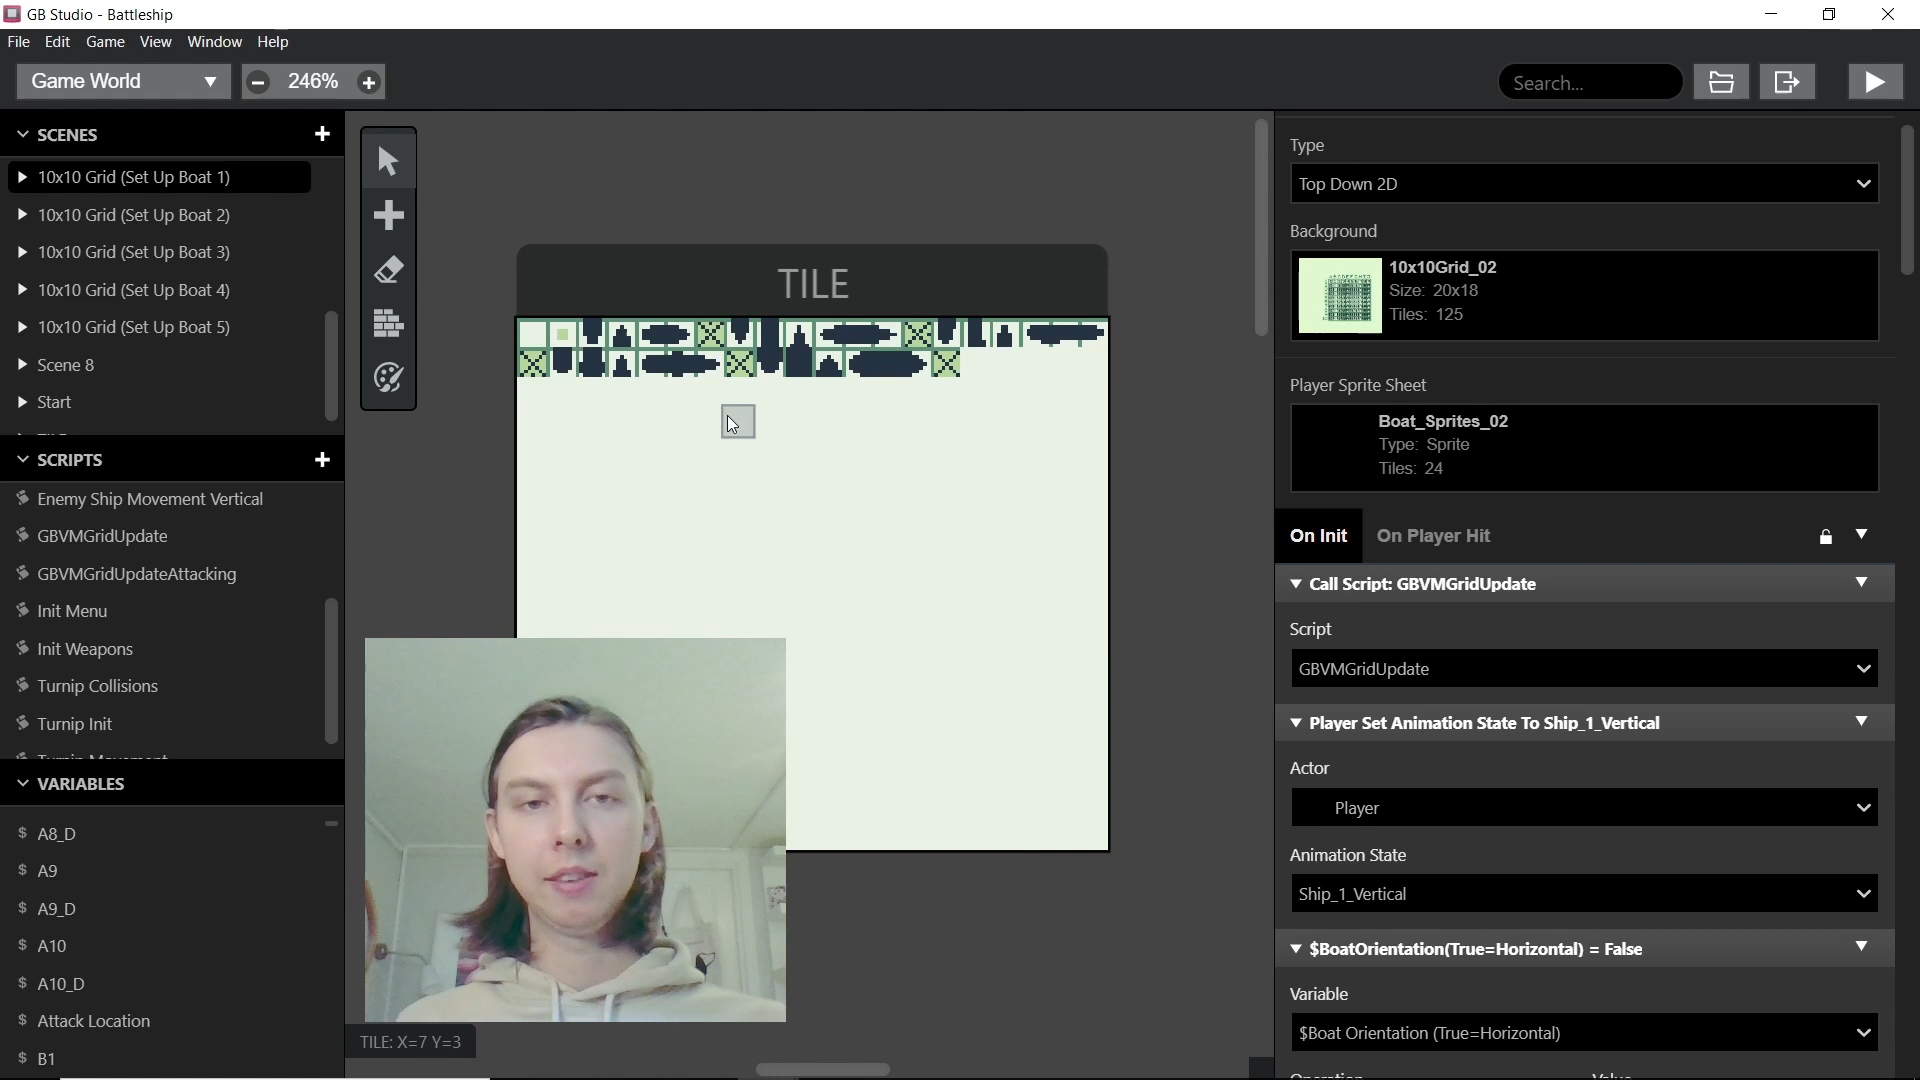 GB Studio - Battleship
File Edit Game View Window Help
Game World
246%
Search...
SCENES
10x10 Grid (Set Up Boat 1)
10x10 Grid (Set Up Boat 2)
10x10 Grid (Set Up Boat 3)
10x10 Grid (Set Up Boat 4)
10x10 Grid (Set Up Boat 5)
Scene 8
Start
SCRIPTS
Enemy Ship Movement Vertical
GBVMGridUpdate
GBVMGridUpdateAttacking
Init Menu
Init Weapons
Turnip Collisions
Turnip Init
VARIABLES
$ A8_D
$ A9
$ A9_D
$ A10
$ A10_D
$ Attack Location
$ B1
TILE
TILE: X=7 Y=3
Type
Top Down 2D
Background
10x10Grid_02
Size: 20x18
Tiles: 125
Player Sprite Sheet
Boat_Sprites_02
Type: Sprite
Tiles: 24
On Init On Player Hit
Call Script: GBVMGridUpdate
Script
GBVMGridUpdate
Player Set Animation State To Ship_1_Vertical
Actor
Player
Animation State
Ship_1_Vertical
$BoatOrientation(True=Horizontal) = False
Variable
$Boat Orientation (True=Horizontal)